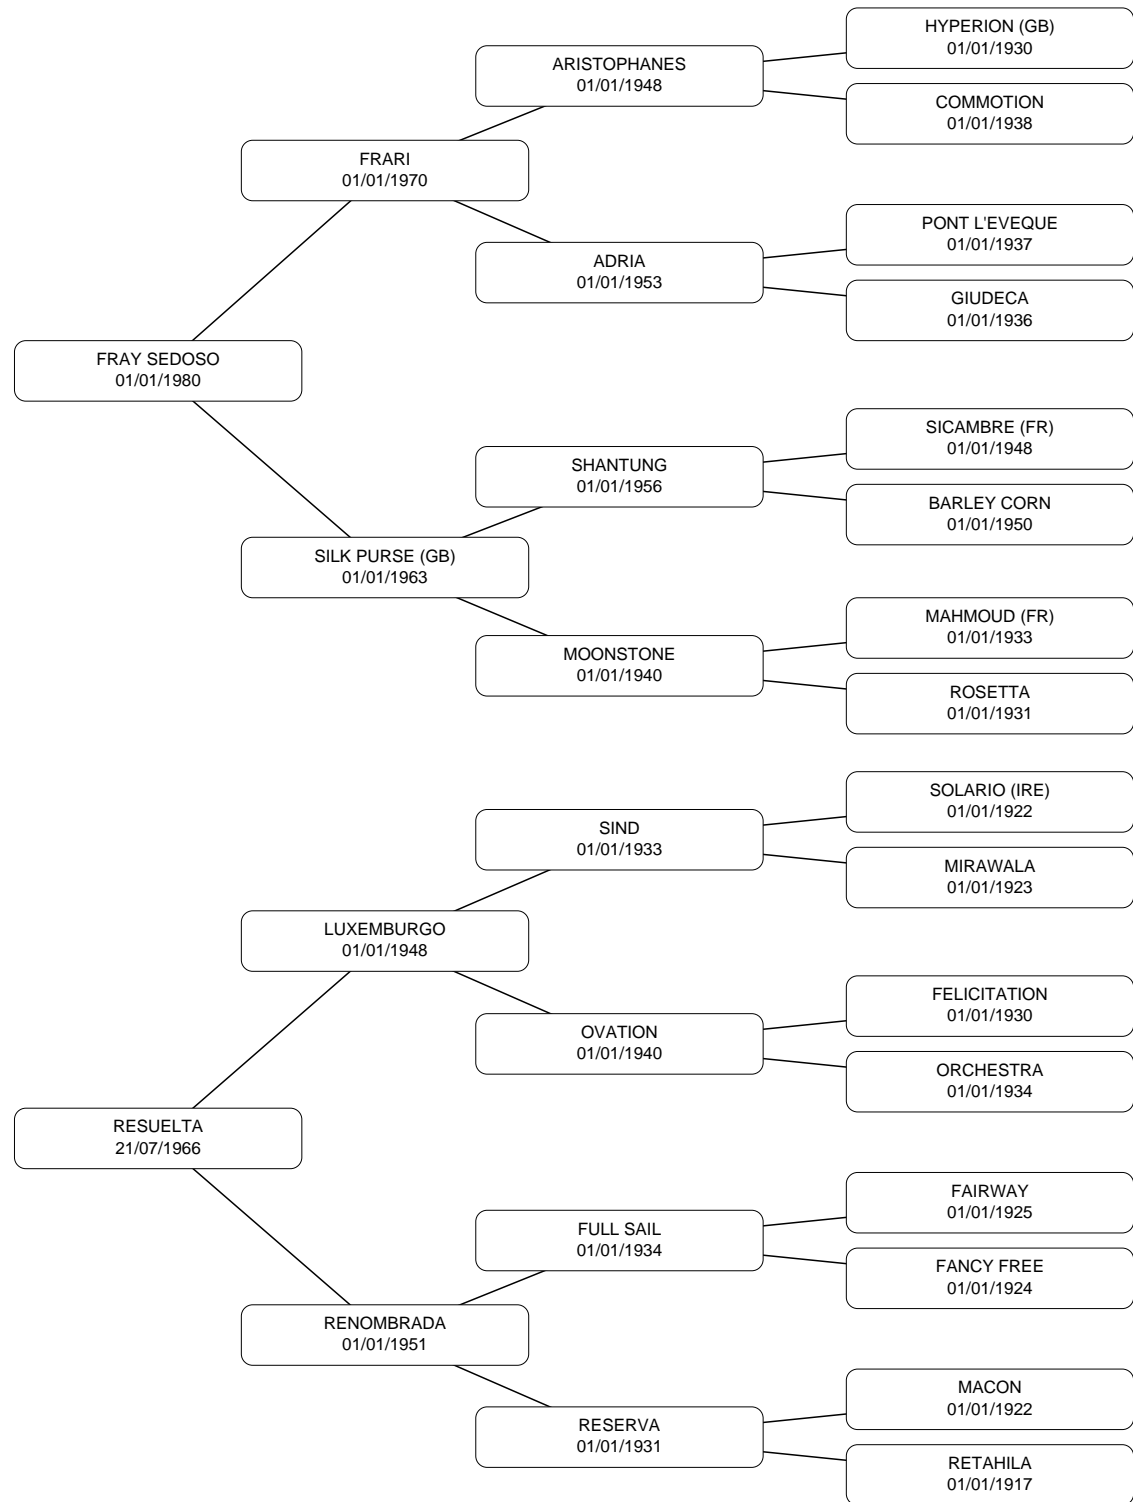 HYPERION (GB)
01/01/1930
ARISTOPHANES
01/01/1948
COMMOTION
01/01/1938
FRARI
01/01/1970
PONT L'EVEQUE
01/01/1937
ADRIA
01/01/1953
GIUDECA
01/01/1936
FRAY SEDOSO
01/01/1980
SICAMBRE (FR)
01/01/1948
SHANTUNG
01/01/1956
BARLEY CORN
01/01/1950
SILK PURSE (GB)
01/01/1963
MAHMOUD (FR)
01/01/1933
MOONSTONE
01/01/1940
ROSETTA
01/01/1931
SOLARIO (IRE)
01/01/1922
SIND
01/01/1933
MIRAWALA
01/01/1923
LUXEMBURGO
01/01/1948
FELICITATION
01/01/1930
OVATION
01/01/1940
ORCHESTRA
01/01/1934
RESUELTA
21/07/1966
FAIRWAY
01/01/1925
FULL SAIL
01/01/1934
FANCY FREE
01/01/1924
RENOMBRADA
01/01/1951
MACON
01/01/1922
RESERVA
01/01/1931
RETAHILA
01/01/1917